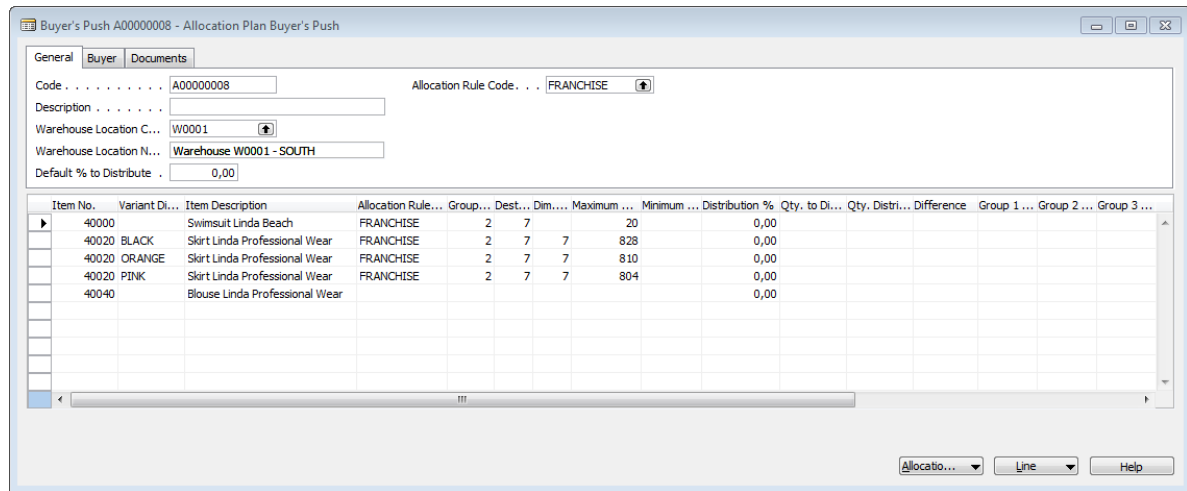 Buyer's Push A00000008 - Allocation Plan Buyer's Push
General Buyer Documents
Code . . . . . . . . . . A00000008 Allocation Rule Code. . . FRANCHISE
Description . . . . . . .
Warehouse Location C... W0001
Warehouse Location N... Warehouse W0001 - SOUTH
Default % to Distribute . 0,00
Item No. Variant Di... Item Description Allocation Rule... Group... Dest... Dim.... Maximum ... Minimum ... Distribution % Qty. to Di... Qty. Distri... Difference Group 1 ... Group 2 ... Group 3 ...
40000 Swimsuit Linda Beach FRANCHISE 2 7 20 0,00
40020 BLACK Skirt Linda Professional Wear FRANCHISE 2 7 7 828 0,00
40020 ORANGE Skirt Linda Professional Wear FRANCHISE 2 7 7 810 0,00
40020 PINK Skirt Linda Professional Wear FRANCHISE 2 7 7 804 0,00
40040 Blouse Linda Professional Wear 0,00
Allocatio... Line Help